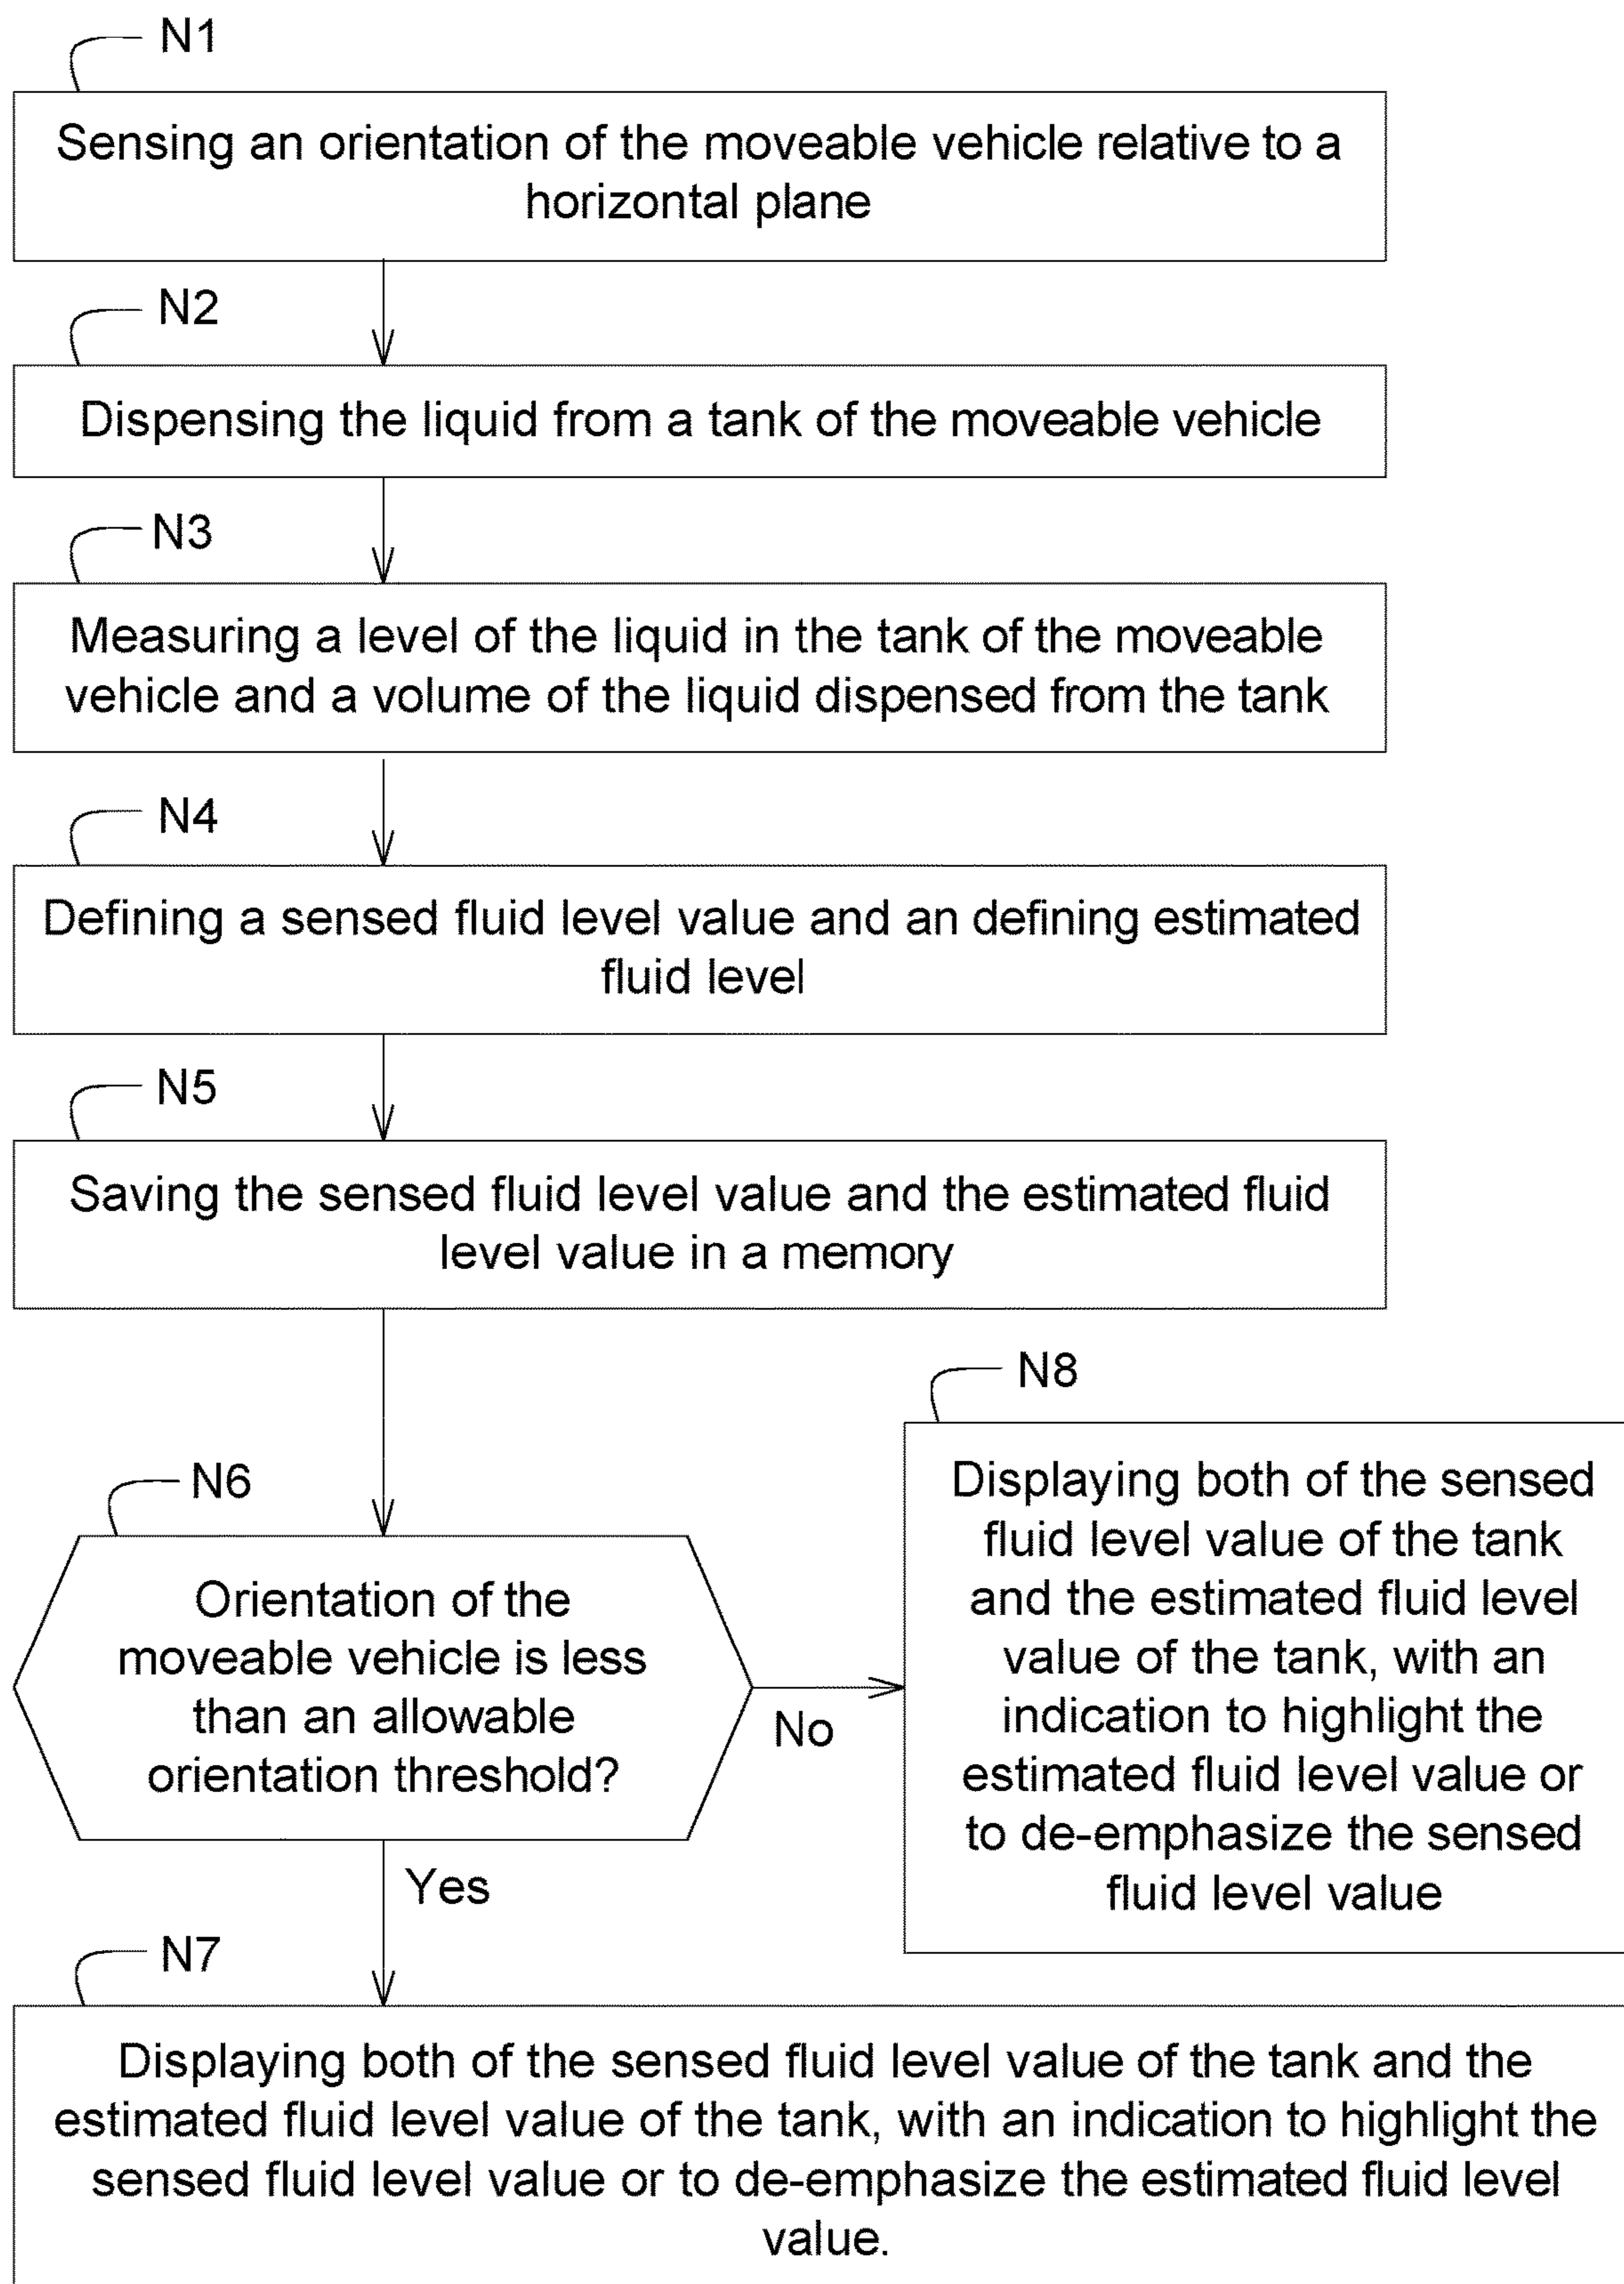 N1
Sensing an orientation of the moveable vehicle relative to a
horizontal plane
N2
Dispensing the liquid from a tank of the moveable vehicle
N3
Measuring a level of the liquid in the tank of the moveable
vehicle and a volume of the liquid dispensed from the tank
N4
Defining a sensed fluid level value and an defining estimated
fluid level
N5
Saving the sensed fluid level value and the estimated fluid
level value in a memory
N6
Orientation of the
moveable vehicle is less
than an allowable
orientation threshold?
No
N8
Displaying both of the sensed
fluid level value of the tank
and the estimated fluid level
value of the tank, with an
indication to highlight the
estimated fluid level value or
to de-emphasize the sensed
fluid level value
Yes
N7
Displaying both of the sensed fluid level value of the tank and the
estimated fluid level value of the tank, with an indication to highlight the
sensed fluid level value or to de-emphasize the estimated fluid level
value.